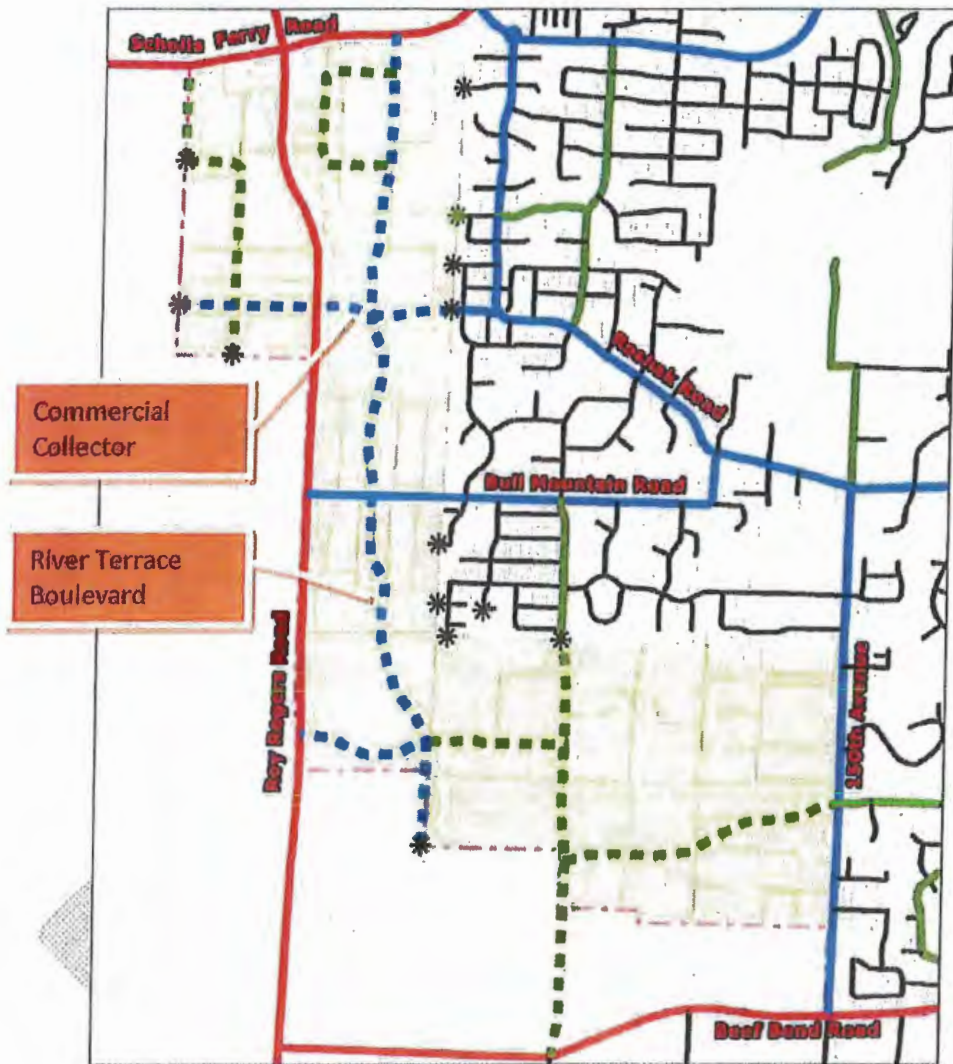 Scholls Ferry Road
Roshak Road
Commercial
Collector
Bull Mountain Road
River Terrace
Boulevard
Roy Rogers Road
150th Avenue
Beef Bend Road